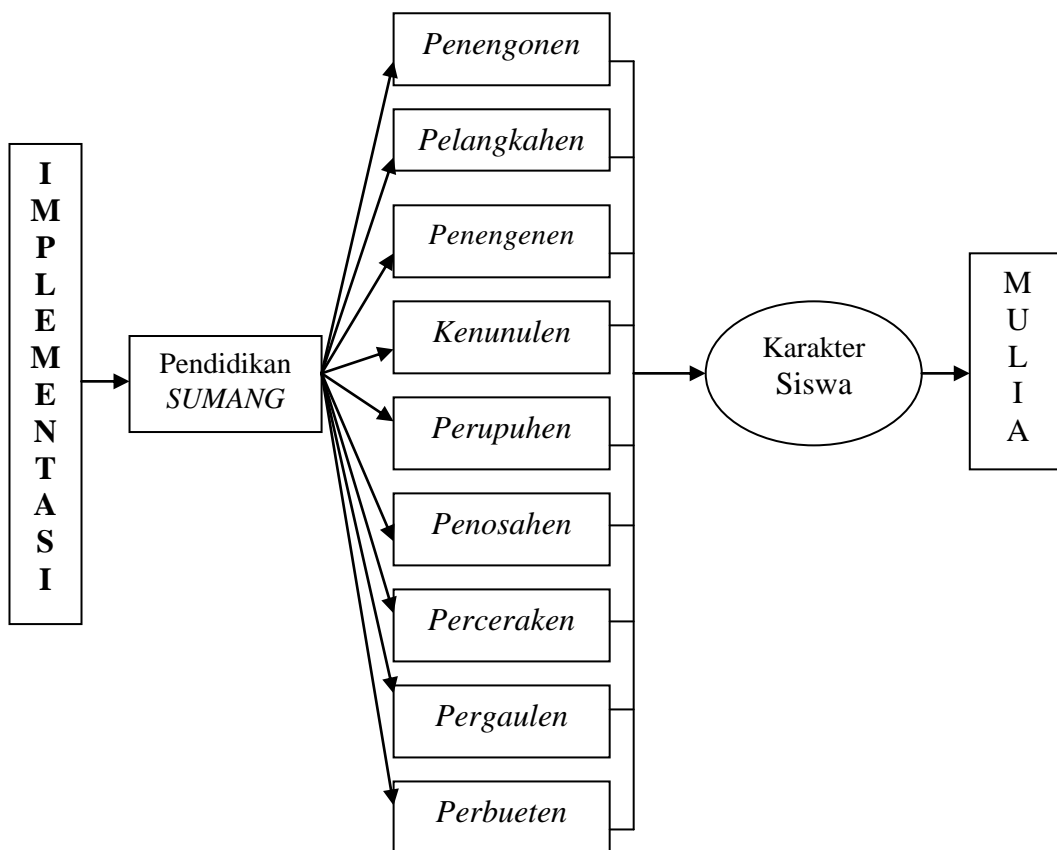 IMPLEMENTASI
Pendidikan
SUMANG
Penengonen
Pelangkahen
Penengenen
Kenunulen
Perupuhen
Penosahen
Perceraken
Pergaulen
Perbueten
Karakter
Siswa
MULIA